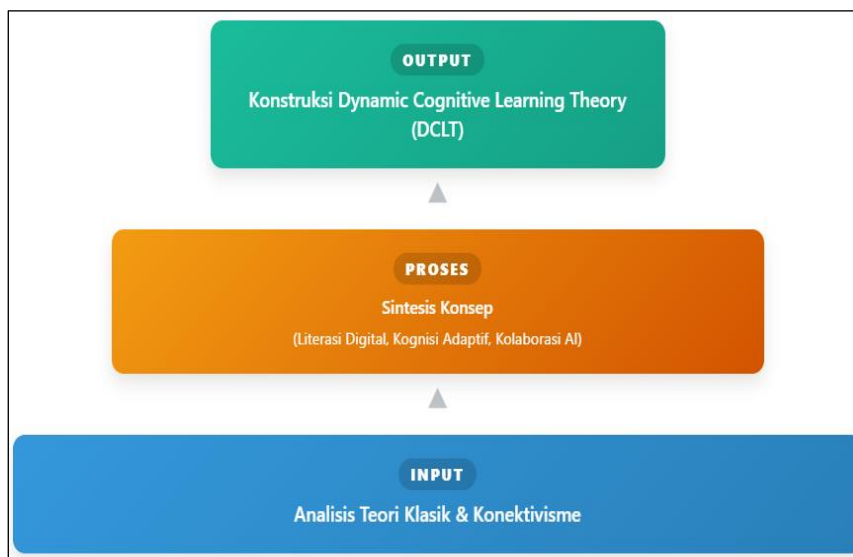 OUTPUT
Konstruksi Dynamic Cognitive Learning Theory
(DCLT)
PROSES
Sintesis Konsep
(Literasi Digital, Kognisi Adaptif, Kolaborasi AI)
INPUT
Analisis Teori Klasik & Konektivisme